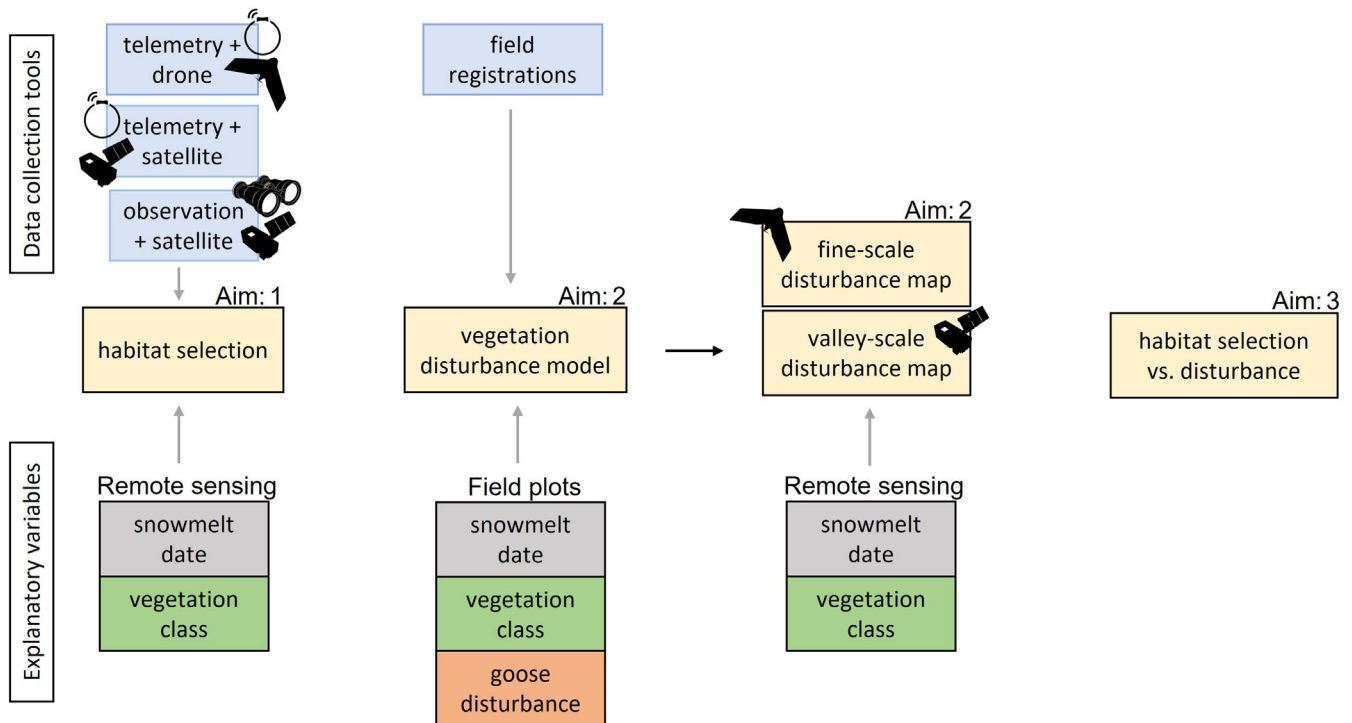 Data collection tools
telemetry +
drone
telemetry +
satellite
observation
+ satellite
field
registrations
Aim: 1
habitat selection
Aim: 2
vegetation
disturbance model
Aim: 2
fine-scale
disturbance map
valley-scale
disturbance map
Aim: 3
habitat selection
vs. disturbance
Explanatory variables
Remote sensing
snowmelt
date
vegetation
class
Field plots
snowmelt
date
vegetation
class
goose
disturbance
Remote sensing
snowmelt
date
vegetation
class